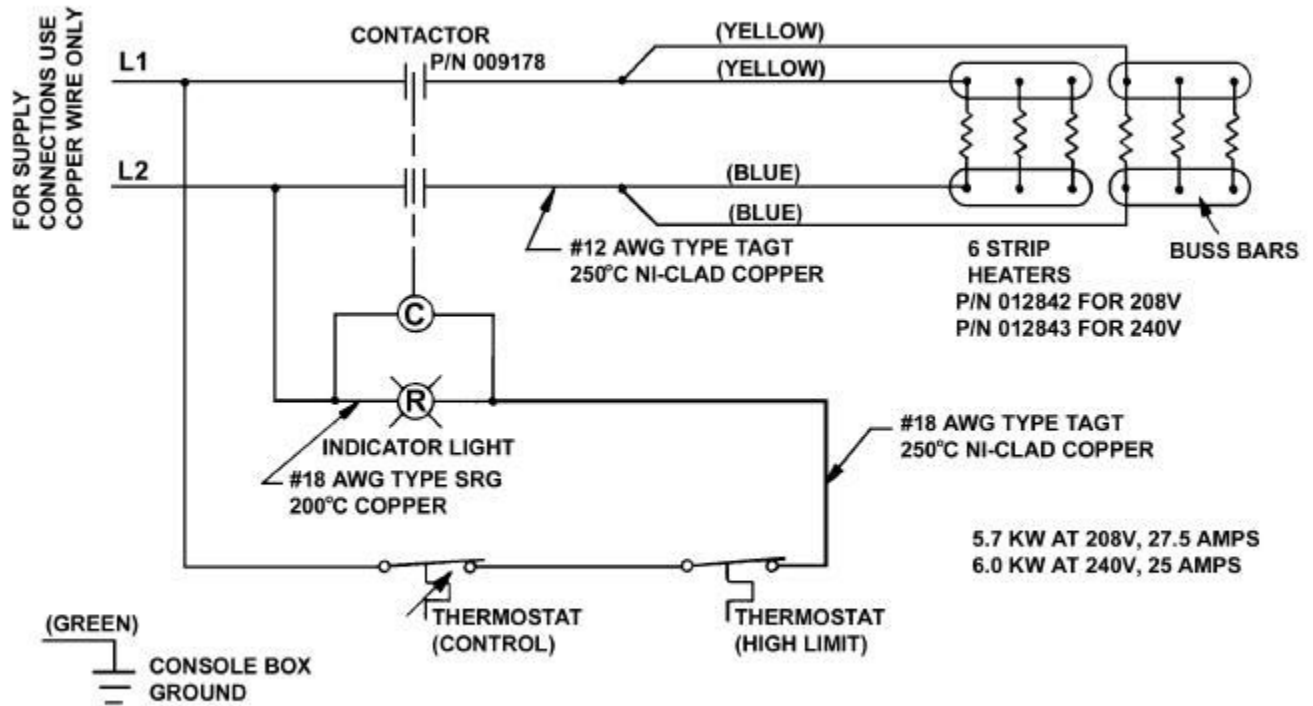 FOR SUPPLY
CONNECTIONS USE
COPPER WIRE ONLY
L1
CONTACTOR
P/N 009178
(YELLOW)
(YELLOW)
L2
(BLUE)
(BLUE)
#12 AWG TYPE TAGT
250°C NI-CLAD COPPER
6 STRIP
HEATERS
P/N 012842 FOR 208V
P/N 012843 FOR 240V
BUSS BARS
C
R
INDICATOR LIGHT
#18 AWG TYPE SRG
200°C COPPER
#18 AWG TYPE TAGT
250°C NI-CLAD COPPER
5.7 KW AT 208V, 27.5 AMPS
6.0 KW AT 240V, 25 AMPS
THERMOSTAT
(CONTROL)
THERMOSTAT
(HIGH LIMIT)
(GREEN)
CONSOLE BOX
GROUND